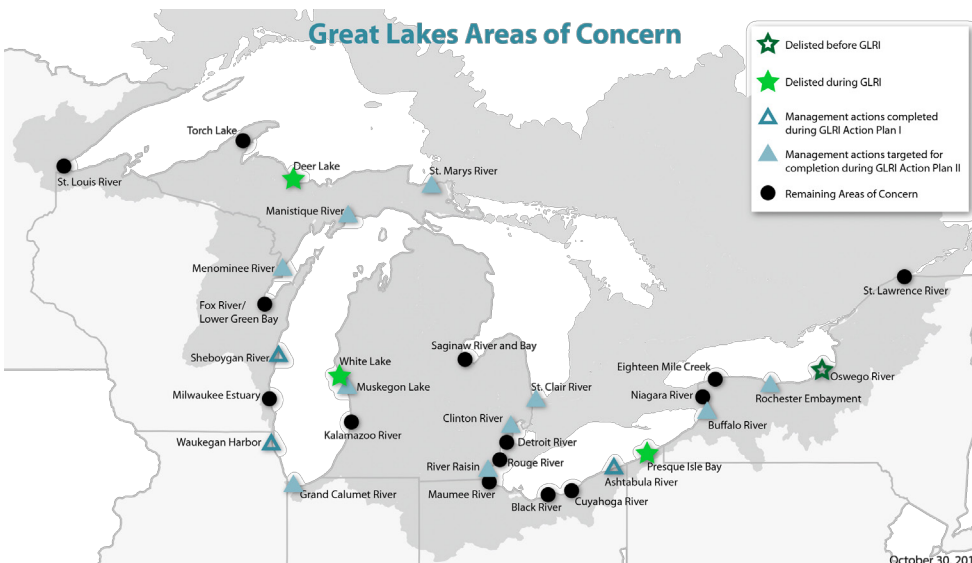 Great Lakes Areas of Concern
Delisted before GLRI
Delisted during GLRI
Management actions completed
during GLRI Action Plan I
Management actions targeted for
completion during GLRI Action Plan II
Remaining Areas of Concern
Torch Lake
St. Louis River
Deer Lake
St. Marys River
Manistique River
Menominee River
Fox River/
Lower Green Bay
St. Lawrence River
Sheboygan River
White Lake
Muskegon Lake
Saginaw River and Bay
Eighteen Mile Creek
Oswego River
Milwaukee Estuary
St. Clair River
Niagara River
Rochester Embayment
Kalamazoo River
Clinton River
Buffalo River
Waukegan Harbor
Detroit River
Rouge River
River Raisin
Presque Isle Bay
Ashtabula River
Grand Calumet River
Maumee River
Black River
Cuyahoga River
October 30, 201